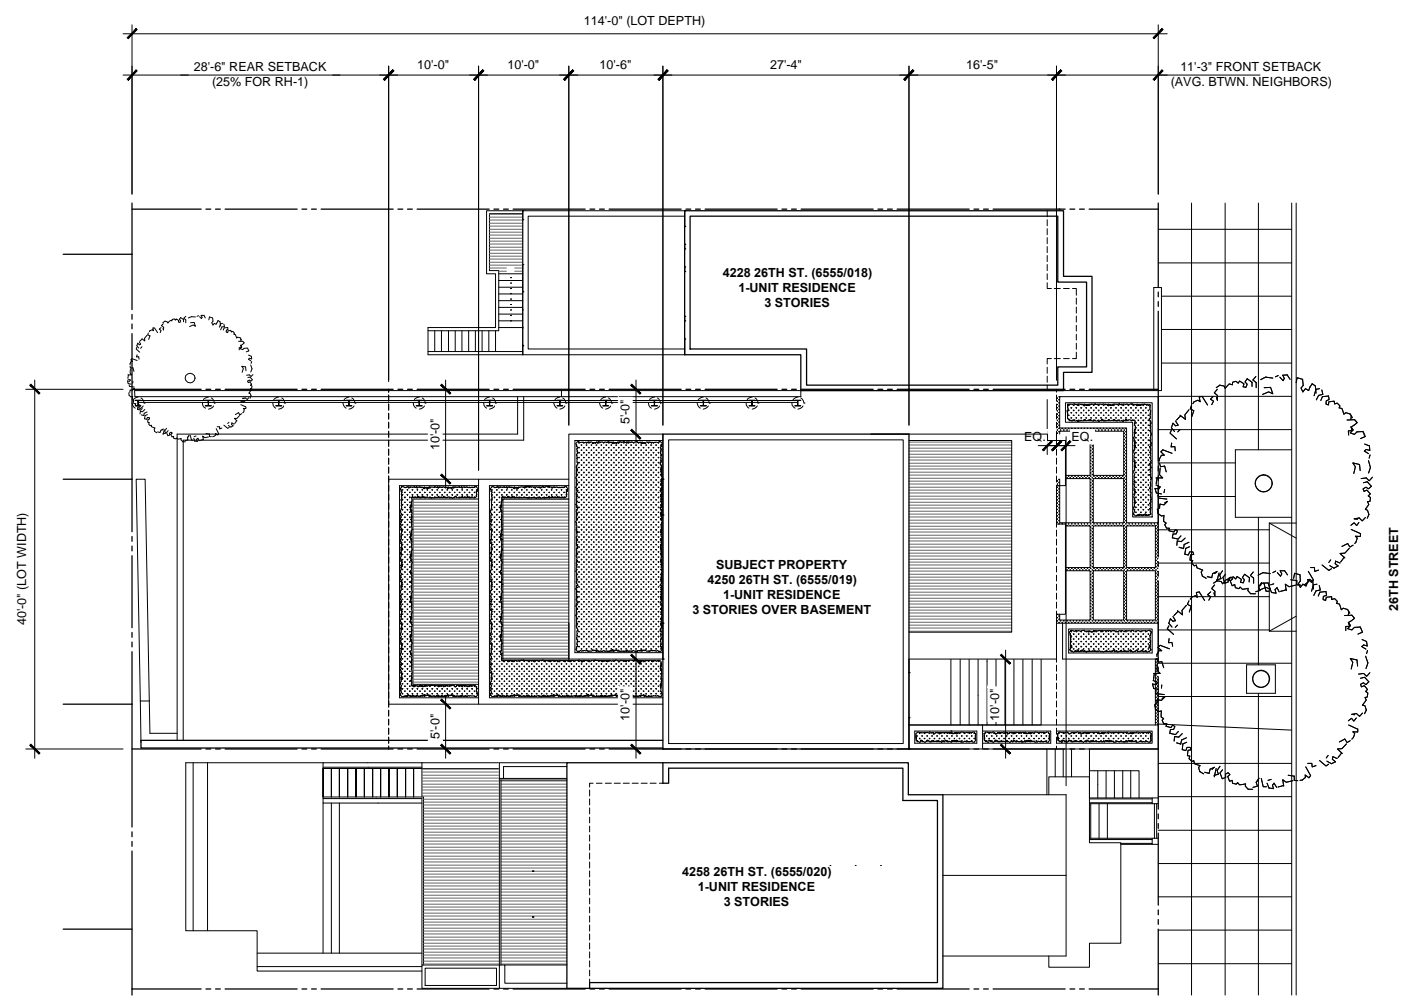 114'-0" (LOT DEPTH)
28'-6" REAR SETBACK
(25% FOR RH-1)
10'-0"
10'-0"
10'-6"
27'-4"
16'-5"
11'-3" FRONT SETBACK
(AVG. BTWN. NEIGHBORS)
4228 26TH ST. (6555/018)
1-UNIT RESIDENCE
3 STORIES
10'-0"
5'-0"
EQ.
EQ.
40'-0" (LOT WIDTH)
SUBJECT PROPERTY
4250 26TH ST. (6555/019)
1-UNIT RESIDENCE
3 STORIES OVER BASEMENT
26TH STREET
5'-0"
10'-0"
10'-0"
4258 26TH ST. (6555/020)
1-UNIT RESIDENCE
3 STORIES